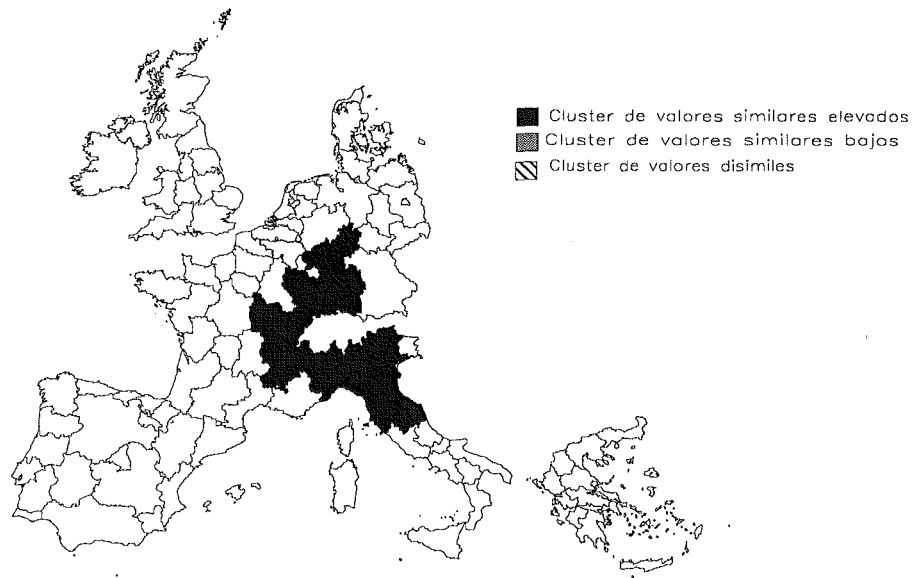 Cluster de valores similares elevados
Cluster de valores similares bajos
Cluster de valores disimiles